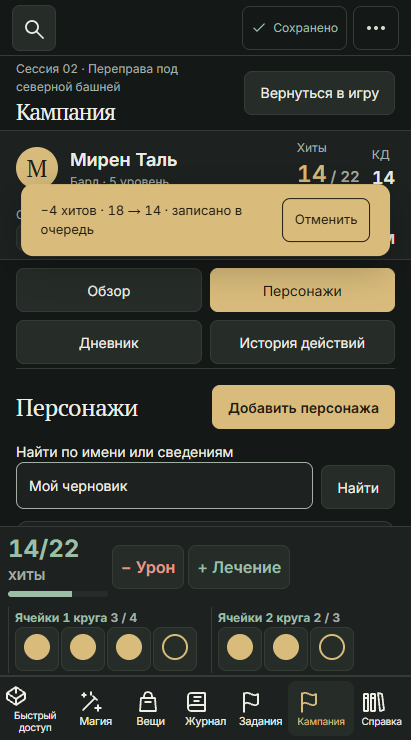 Сохранено
Сессия 02 · Переправа под
северной башней
Кампания
Вернуться в игру
М
Мирен Таль
Бард · 5 уровень
Хиты
14 / 22
КД
14
−4 хитов · 18 → 14 · записано в
очередь
Отменить
Обзор
Персонажи
Дневник
История действий
Персонажи
Добавить персонажа
Найти по имени или сведениям
Мой черновик
Найти
14/22
ХИТЫ
− Урон
+ Лечение
Ячейки 1 круга 3 / 4
Ячейки 2 круга 2 / 3
Быстрый
доступ
Магия
Вещи
Журнал
Задания
Кампания
Справка